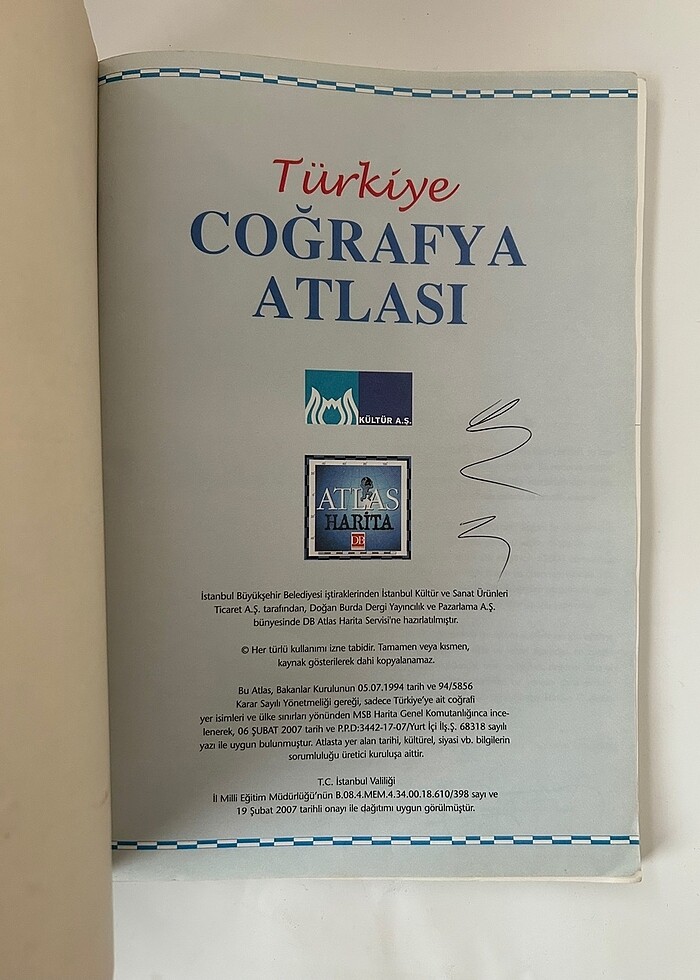 Türkiye
COĞRAFYA
ATLASI
KÜLTÜR A.Ş.
ATLAS
HARİTA
DB
İstanbul Büyükşehir Belediyesi iştiraklerinden İstanbul Kültür ve Sanat Ürünleri
Ticaret A.Ş. tarafından, Doğan Burda Dergi Yayıncılık ve Pazarlama A.Ş.
bünyesinde DB Atlas Harita Servisi'ne hazırlatılmıştır.
© Her türlü kullanımı izne tabidir. Tamamen veya kısmen,
kaynak gösterilerek dahi kopyalanamaz.
Bu Atlas, Bakanlar Kurulunun 05.07.1994 tarih ve 94/5856
Karar Sayılı Yönetmeliği gereği, sadece Türkiye'ye ait coğrafi
yer isimleri ve ülke sınırları yönünden MSB Harita Genel Komutanlığınca ince-
lenerek, 06 ŞUBAT 2007 tarih ve P.P.D:3442-17-07/Yurt İçi İlş.Ş. 68318 sayılı
yazı ile uygun bulunmuştur. Atlasta yer alan tarihi, kültürel, siyasi vb. bilgilerin
sorumluluğu üretici kuruluşa aittir.
T.C. İstanbul Valiliği
İl Milli Eğitim Müdürlüğü'nün B.08.4.MEM.4.34.00.18.610/398 sayı ve
19 Şubat 2007 tarihli onayı ile dağıtımı uygun görülmüştür.